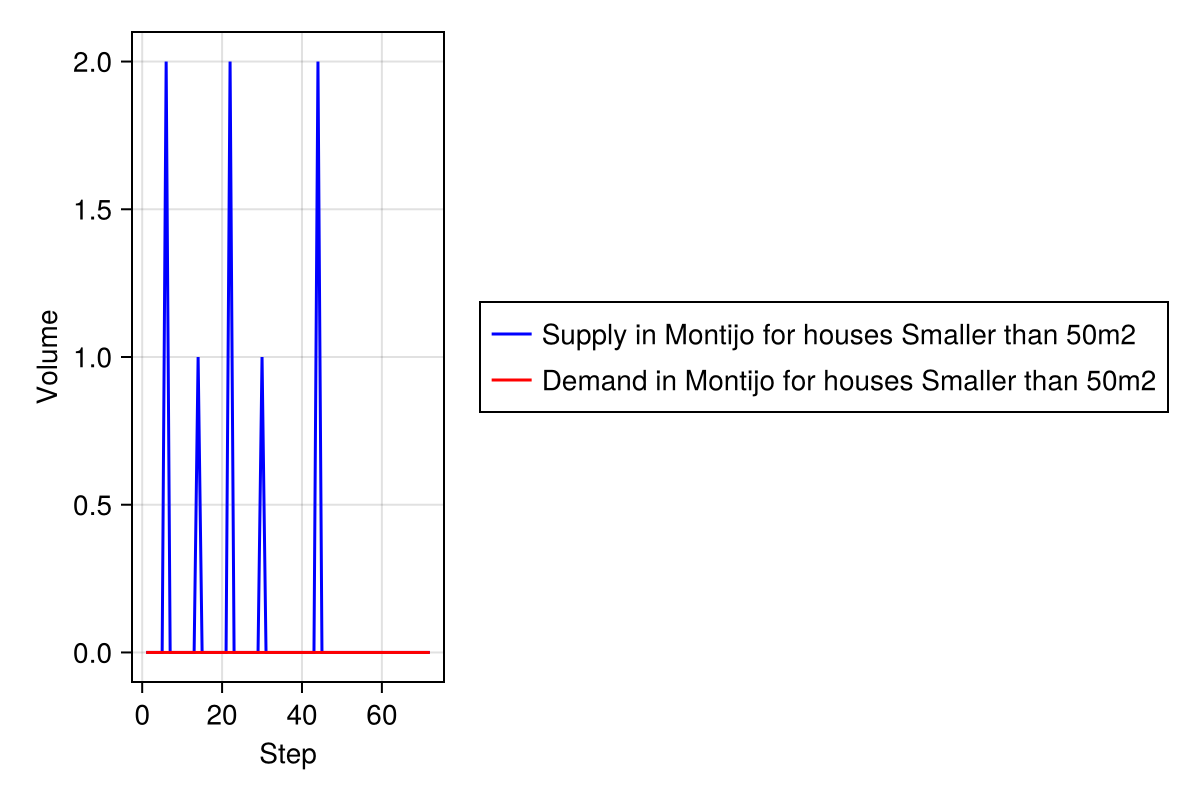 2.0
1.5
1.0
0.5
0.0
Volume
0 20 40 60
Step
Supply in Montijo for houses Smaller than 50m2
Demand in Montijo for houses Smaller than 50m2